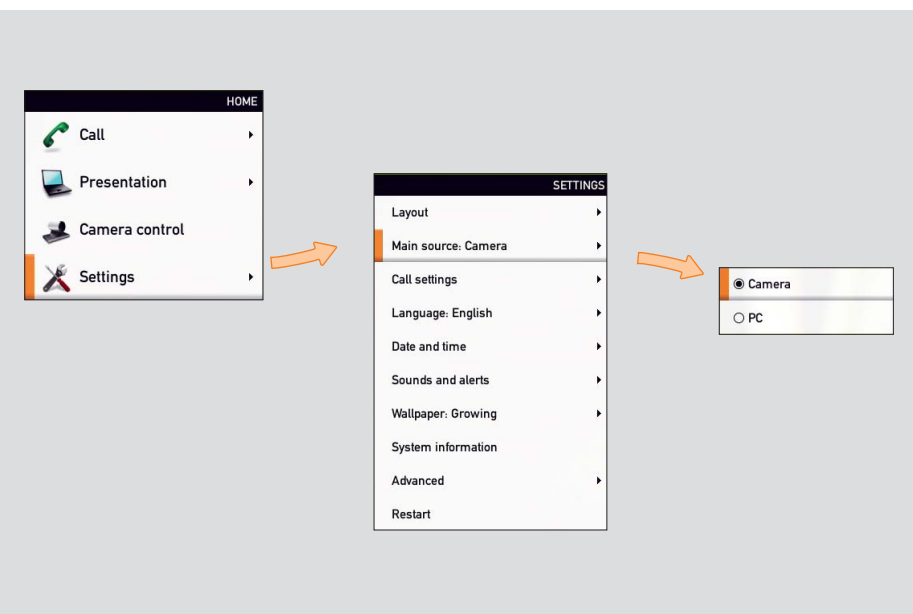 HOME
Call
Presentation
Camera control
Settings
SETTINGS
Layout
Main source: Camera
Call settings
Language: English
Date and time
Sounds and alerts
Wallpaper: Growing
System information
Advanced
Restart
Camera
PC